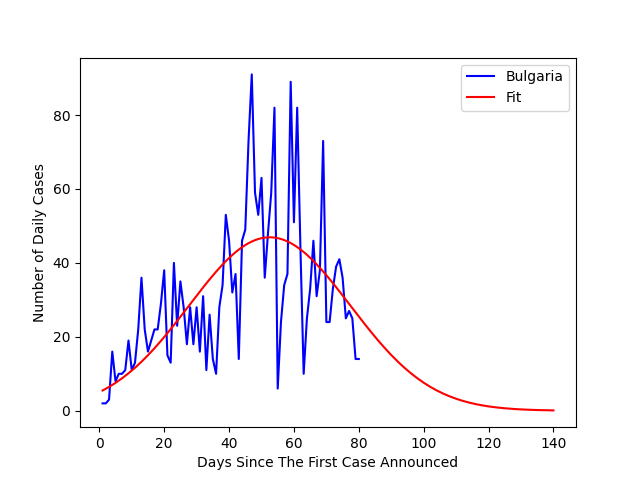 Bulgaria
Fit
Number of Daily Cases
80
60
40
20
0
0 20 40 60 80 100 120 140
Days Since The First Case Announced